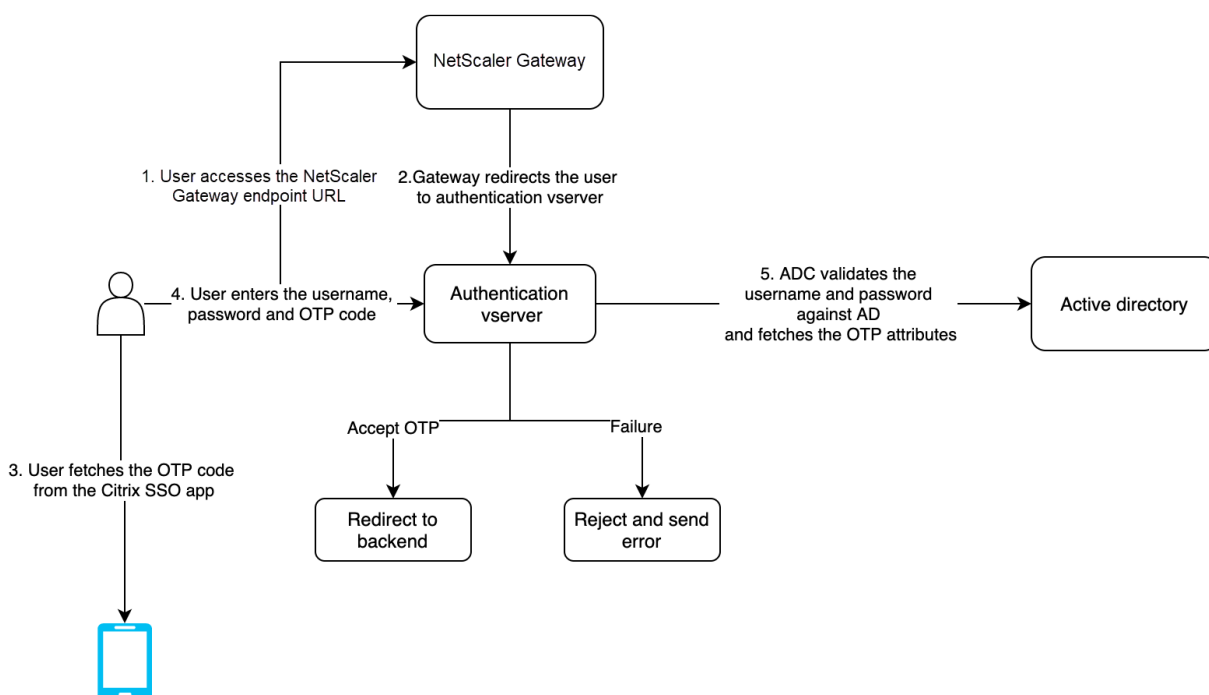 NetScaler Gateway
1. User accesses the NetScaler
Gateway endpoint URL
2.Gateway redirects the user
to authentication vserver
4. User enters the username,
password and OTP code
Authentication
vserver
5. ADC validates the
username and password
against AD
and fetches the OTP attributes
Active directory
Accept OTP
Failure
3. User fetches the OTP code
from the Citrix SSO app
Redirect to
backend
Reject and send
error